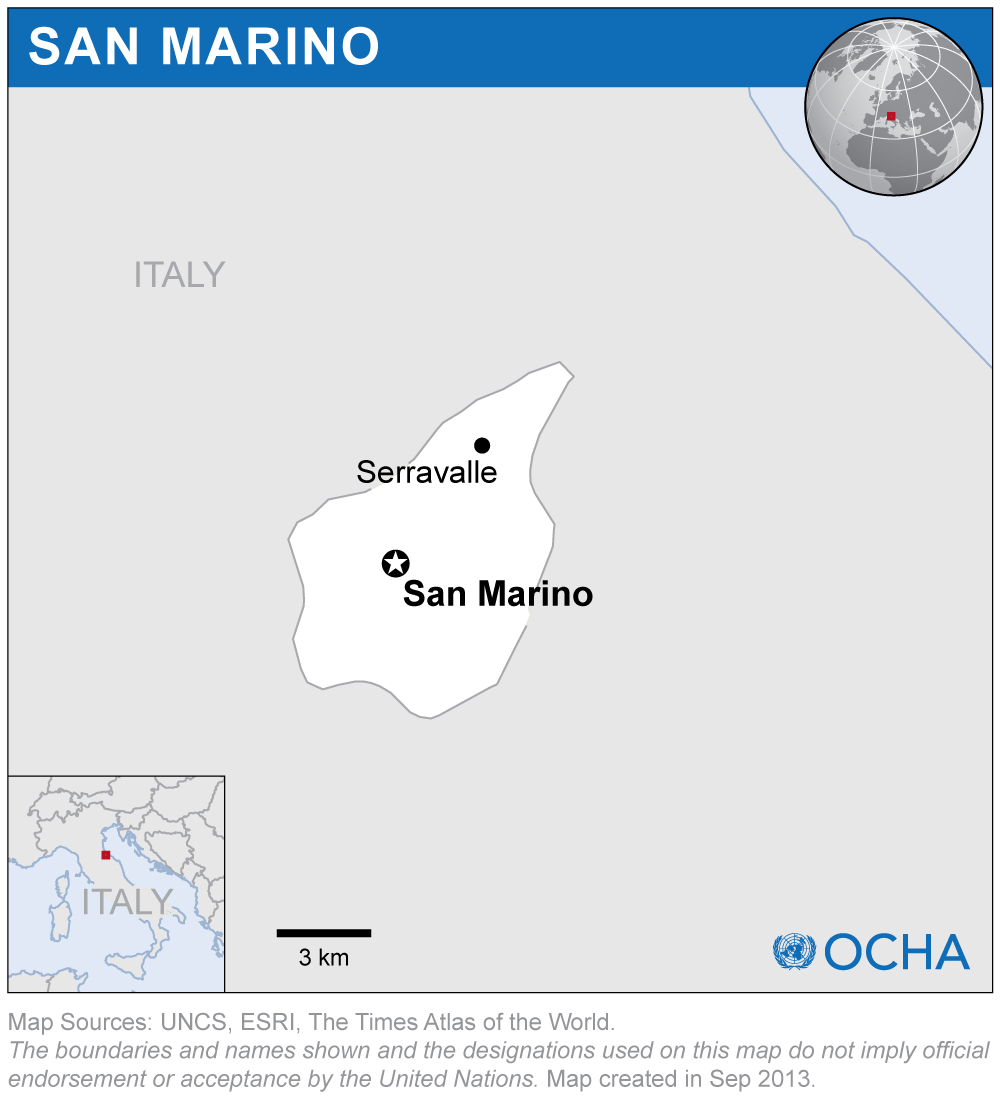 SAN MARINO
ITALY
Serravalle
San Marino
ITALY
3 km
OCHA
Map Sources: UNCS, ESRI, The Times Atlas of the World.
The boundaries and names shown and the designations used on this map do not imply official
endorsement or acceptance by the United Nations. Map created in Sep 2013.